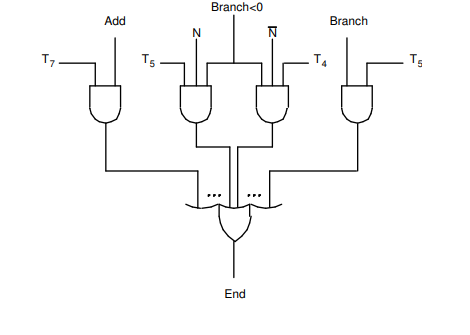 Branch<0
Add
N
N̅
Branch
T₇
T₅
T₄
T₅
...
...
End